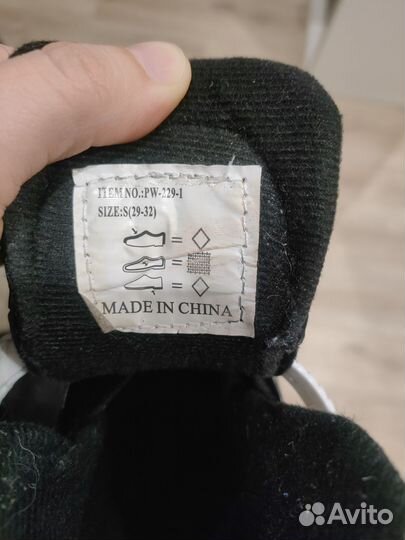 ITEM NO.:PW-229-1
SIZE:S(29-32)
=
=
=
MADE IN CHINA
Avito